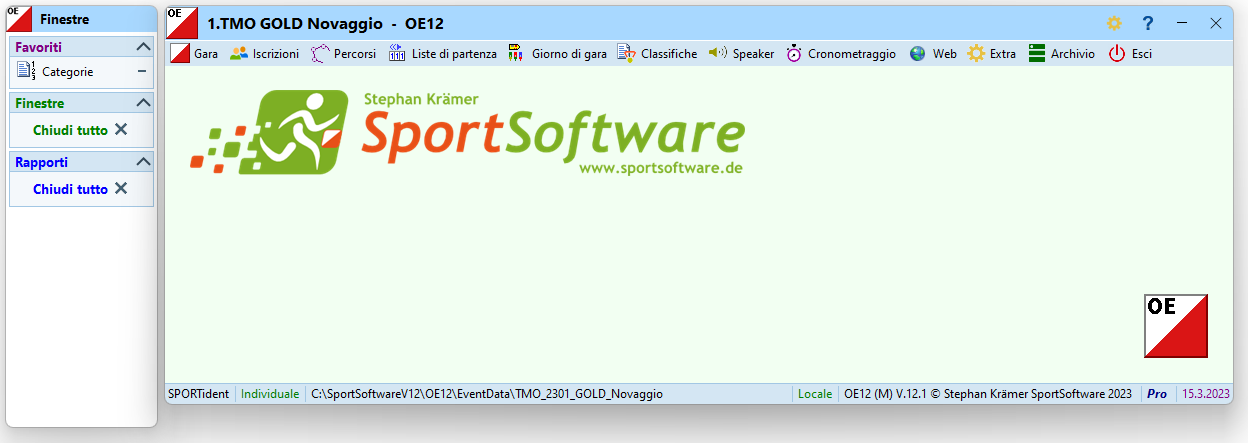 OE Finestre
Favoriti
1 2 3 Categorie
Finestre
Chiudi tutto
Rapporti
Chiudi tutto
OE 1.TMO GOLD Novaggio - OE12 ?
Gara Iscrizioni Percorsi Liste di partenza Giorno di gara Classifiche Speaker Cronometraggio Web Extra Archivio Esci
Stephan Krämer
SportSoftware
www.sportsoftware.de
OE
SPORTident Individuale C:\SportSoftwareV12\OE12\EventData\TMO_2301_GOLD_Novaggio Locale OE12 (M) V.12.1 © Stephan Krämer SportSoftware 2023 Pro 15.3.2023